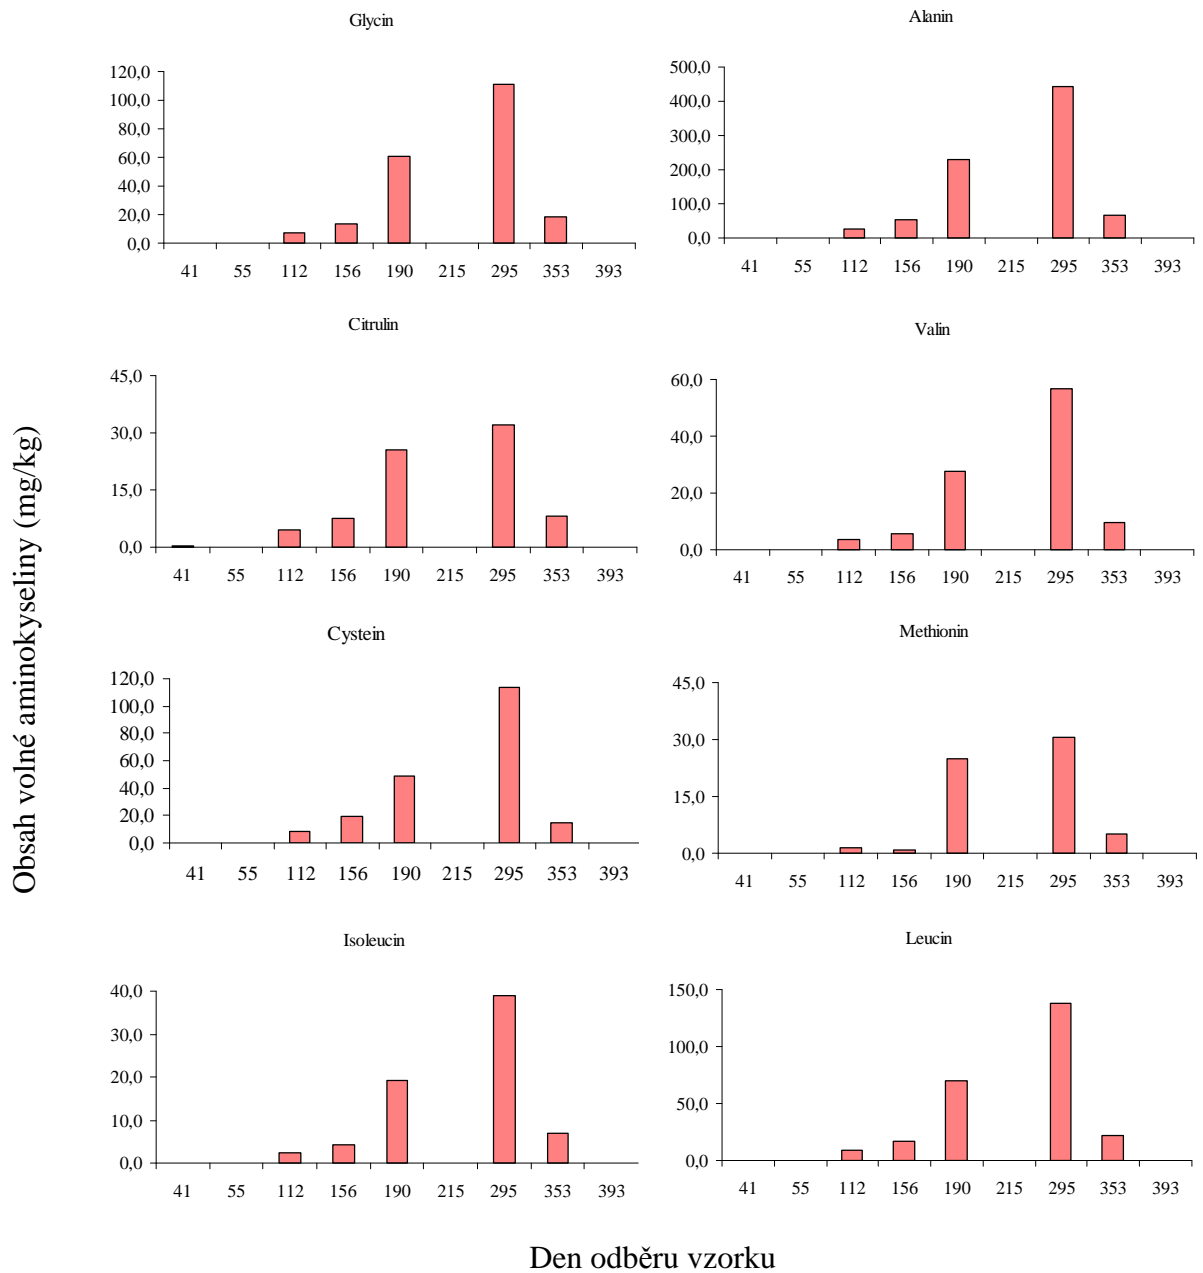 Glycin
120,0
100,0
80,0
60,0
40,0
20,0
0,0
41 55 112 156 190 215 295 353 393
Alanin
500,0
400,0
300,0
200,0
100,0
0,0
41 55 112 156 190 215 295 353 393
Citrulin
45,0
30,0
15,0
0,0
41 55 112 156 190 215 295 353 393
Valin
60,0
40,0
20,0
0,0
41 55 112 156 190 215 295 353 393
Cystein
120,0
100,0
80,0
60,0
40,0
20,0
0,0
41 55 112 156 190 215 295 353 393
Methionin
45,0
30,0
15,0
0,0
41 55 112 156 190 215 295 353 393
Isoleucin
40,0
30,0
20,0
10,0
0,0
41 55 112 156 190 215 295 353 393
Leucin
150,0
100,0
50,0
0,0
41 55 112 156 190 215 295 353 393
Obsah volné aminokyseliny (mg/kg)
Den odběru vzorku